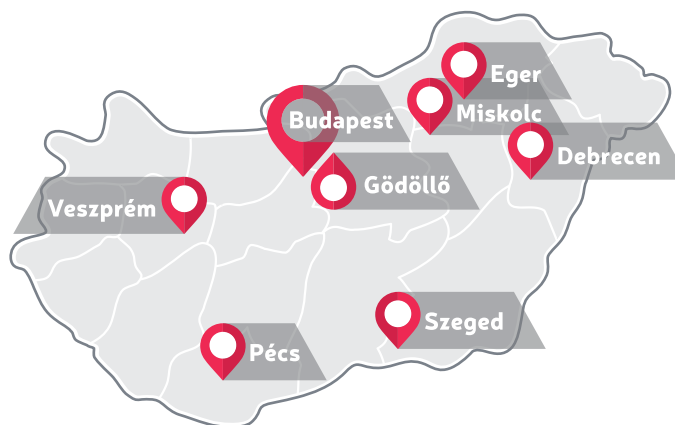 Eger
Miskolc
Budapest
Debrecen
Gödöllő
Veszprém
Szeged
Pécs